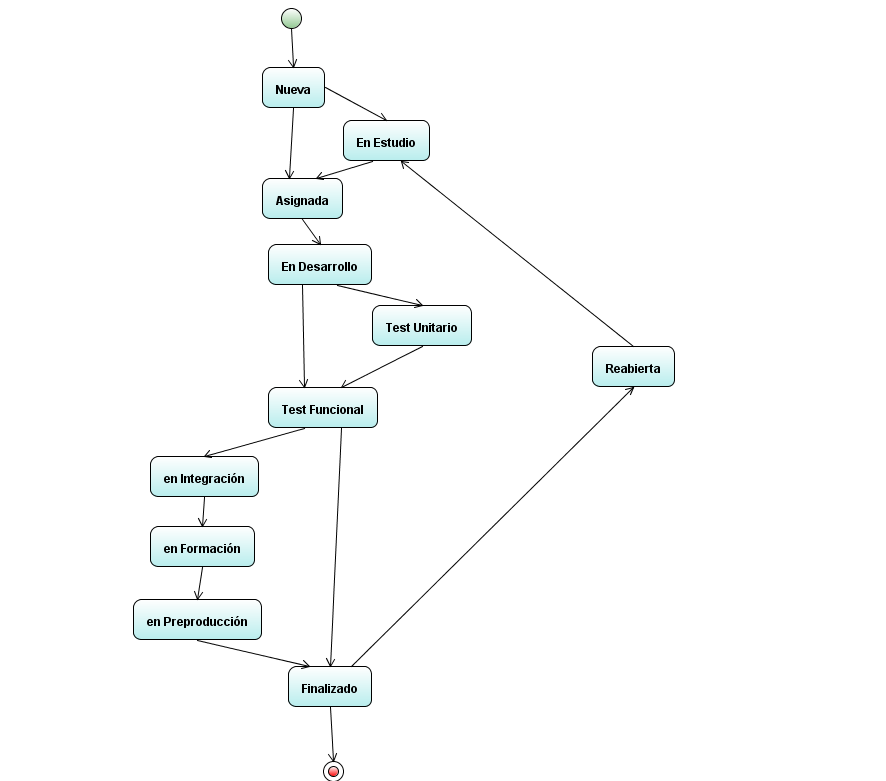 Nueva
En Estudio
Asignada
En Desarrollo
Test Unitario
Reabierta
Test Funcional
en Integración
en Formación
en Preproducción
Finalizado